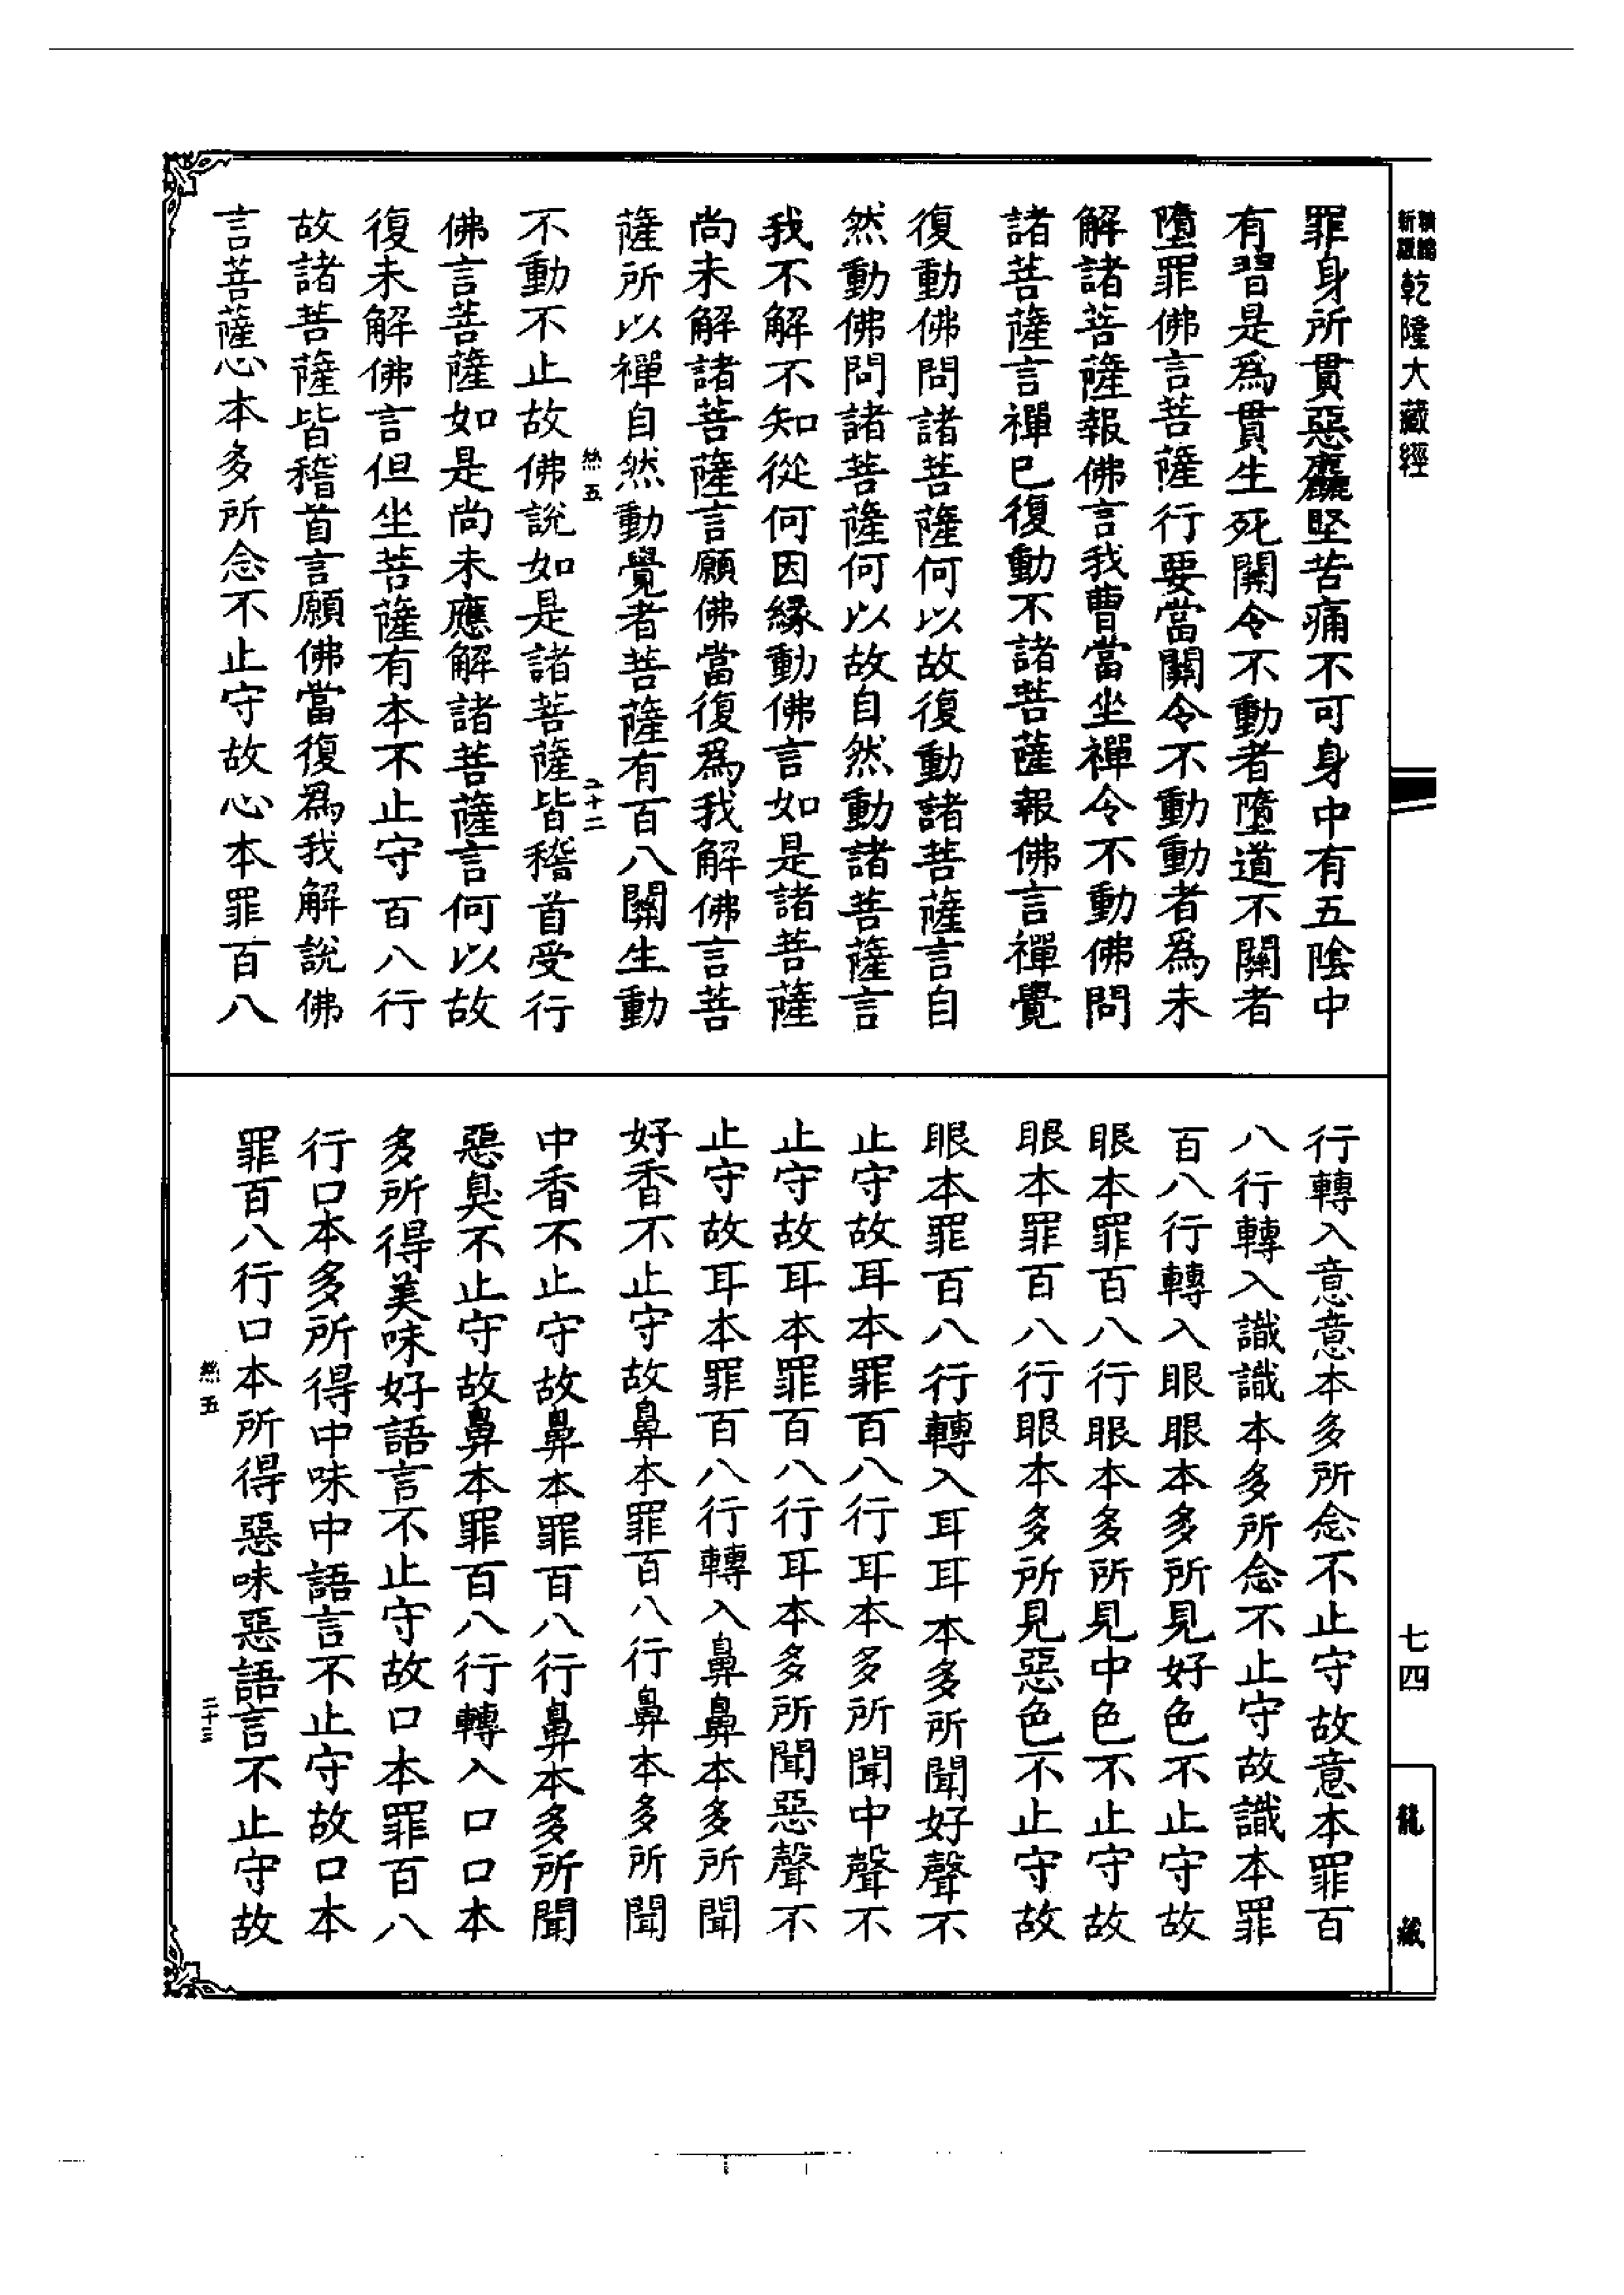 新編縮版乾隆大藏經
罪身所貫惡麤堅苦痛不可身中有五陰中
有習是爲貫生死關令不動者墮道不關者
墮罪佛言菩薩行要當關令不動動者爲未
解諸菩薩報佛言我曹當坐禪令不動佛問
諸菩薩言禪已復動不諸菩薩報佛言禪覺
復動佛問諸菩薩何以故復動諸菩薩言自
然動佛問諸菩薩何以故自然動諸菩薩言
我不解不知從何因緣動佛言如是諸菩薩
尚未解諸菩薩言願佛當復爲我解佛言菩
薩所以禪自然動覺者菩薩有百八關生動
絲五
二十二
不動不止故佛說如是諸菩薩皆稽首受行
佛言菩薩如是尚未應解諸菩薩言何以故
復未解佛言但坐菩薩有本不止守百八行
故諸菩薩皆稽首言願佛當復爲我解說佛
言菩薩心本多所念不止守故心本罪百八
行轉入意意本多所念不止守故意本罪百
八行轉入識識本多所念不止守故識本罪
百八行轉入眼眼本多所見好色不止守故
眼本罪百八行眼本多所見中色不止守故
眼本罪百八行眼本多所見惡色不止守故
眼本罪百八行轉入耳耳本多所聞好聲不
止守故耳本罪百八行耳本多所聞中聲不
止守故耳本罪百八行耳本多所聞惡聲不
止守故耳本罪百八行轉入鼻鼻本多所聞
好香不止守故鼻本罪百八行鼻本多所聞
中香不止守故鼻本罪百八行鼻本多所聞
惡臭不止守故鼻本罪百八行轉入口口本
多所得美味好語言不止守故口本罪百八
行口本多所得中味中語言不止守故口本
罪百八行口本所得惡味惡語言不止守故
絲五
二十三
七四
龍藏